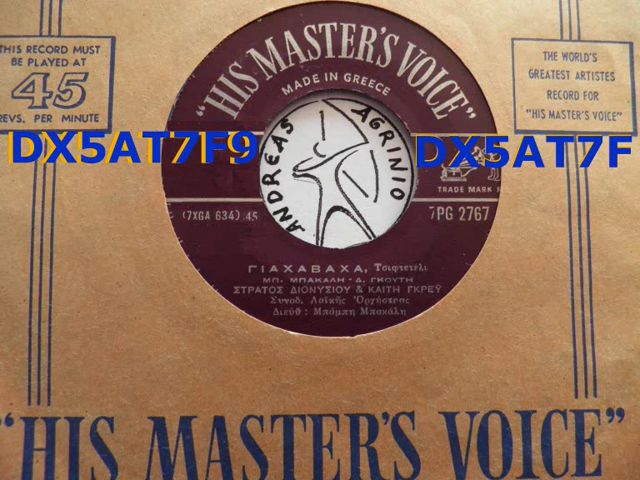 THIS RECORD MUST
BE PLAYED AT
45
REVS. PER MINUTE
"HIS MASTER'S VOICE"
MADE IN GREECE
THE WORLD'S
GREATEST ARTISTES
RECORD FOR
"HIS MASTER'S VOICE"
DX5AT7F9
DX5AT7F
ANDREAS
AGRINIO
TRADE MARK
(7XGA 634).45
7PG 2767
ΓΙΑΧΑΒΑΧΑ, Τσιφτετέλι
ΜΠ. ΜΠΑΚΑΛΗ - Δ. ΓΚΟΥΤΗ
ΣΤΡΑΤΟΣ ΔΙΟΝΥΣΙΟΥ & ΚΑΙΤΗ ΓΚΡΕΫ
Συνοδ. Λαϊκῆς Ὀρχήστρας
Διεύθ: Μπάμπη Μπακάλη
"HIS MASTER'S VOICE"